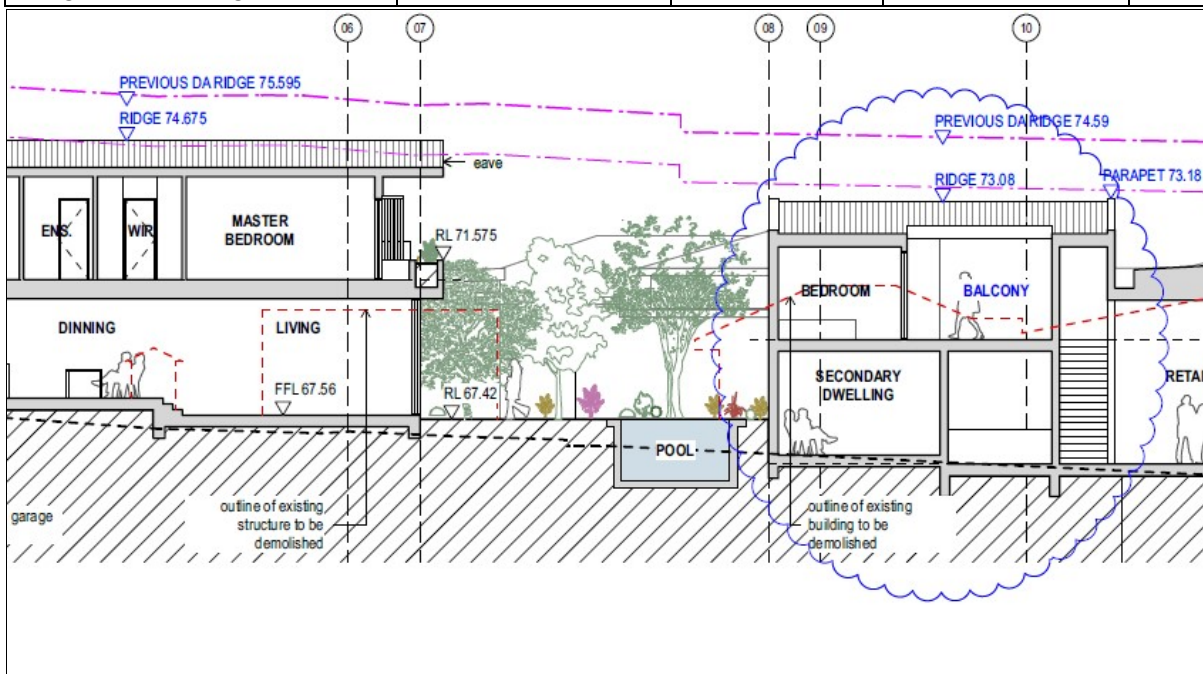 06
07
08
09
10
PREVIOUS DA RIDGE 75.595
RIDGE 74.675
PREVIOUS DA RIDGE 74.59
RIDGE 73.08
PARAPET 73.18
eave
ENS.
WIR
MASTER
BEDROOM
RL 71.575
BEDROOM
BALCONY
DINNING
LIVING
FFL 67.56
RL 67.42
SECONDARY
DWELLING
RETAI
POOL
garage
outline of existing
structure to be
demolished
outline of existing
building to be
demolished